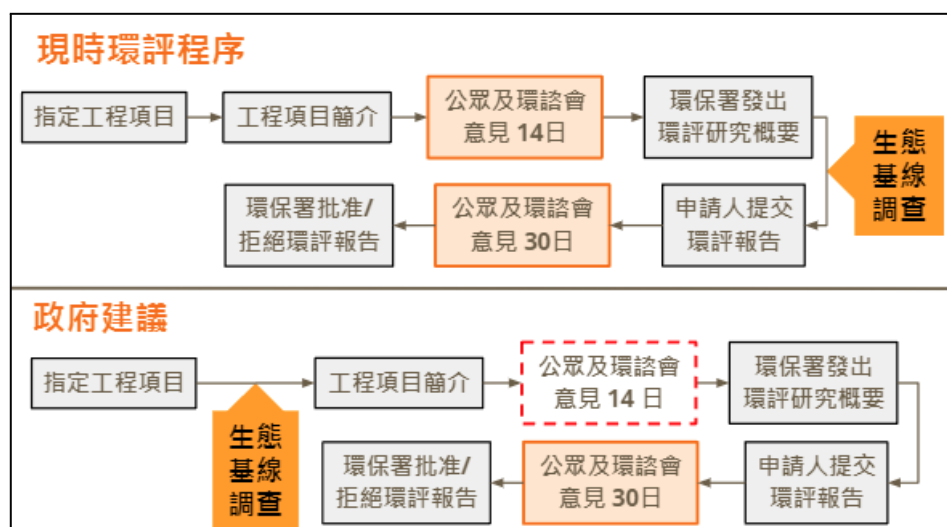 現時環評程序
指定工程項目
工程項目簡介
公眾及環諮會
意見 14日
環保署發出
環評研究概要
生態
基線
調查
申請人提交
環評報告
公眾及環諮會
意見 30日
環保署批准/
拒絕環評報告
政府建議
指定工程項目
生態
基線
調查
工程項目簡介
公眾及環諮會
意見 14 日
環保署發出
環評研究概要
申請人提交
環評報告
公眾及環諮會
意見 30日
環保署批准/
拒絕環評報告